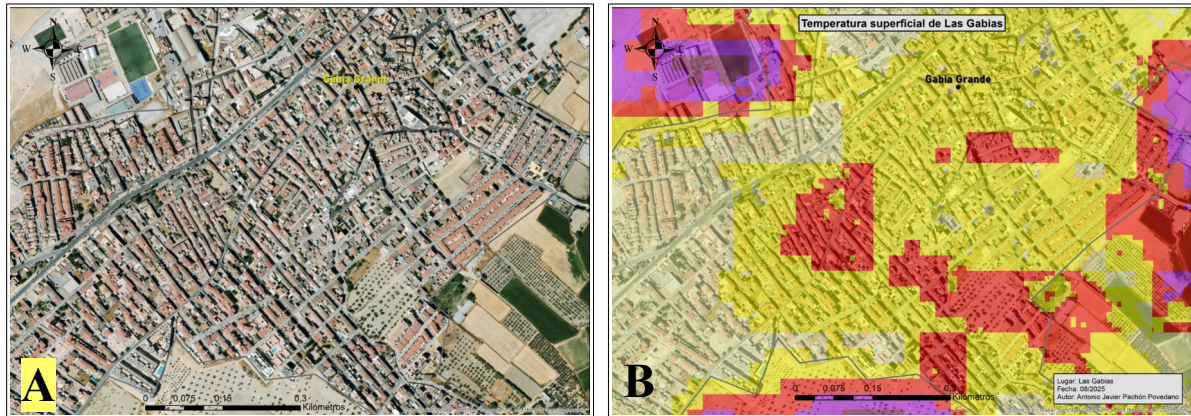 N
W E
S
Gabia Grande
A
0 0.075 0.15 0.3
Kilómetros
Temperatura superficial de Las Gabias
N
W E
S
Gabia Grande
B
0 0.075 0.15 0.3
Kilómetros
Lugar: Las Gabias
Fecha: 08/2025
Autor: Antonio Javier Pachón Povedano